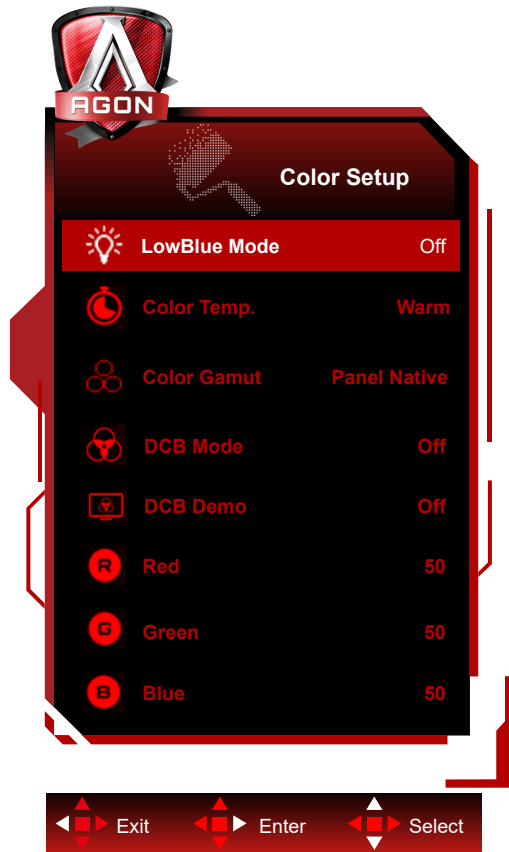 AGON
Color Setup
LowBlue Mode Off
Color Temp. Warm
Color Gamut Panel Native
DCB Mode Off
DCB Demo Off
R Red 50
G Green 50
B Blue 50
Exit Enter Select